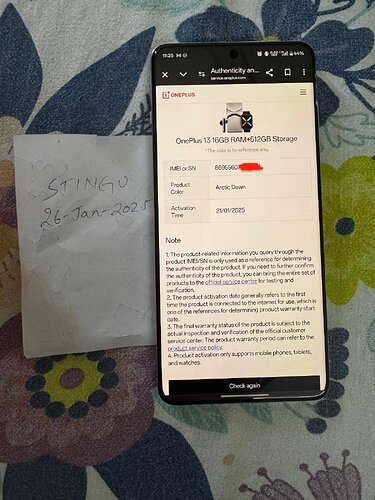 STINGU
26-Jan-2025
11:25
44%
Authenticity an...
service.oneplus.com
ONEPLUS
OnePlus 13 16GB RAM+512GB Storage
*The color is for reference only.
IMEI or SN 8695560
Product Color Arctic Dawn
Activation Time 21/01/2025
Note
1. The product-related information you query through the
product IMEI/SN is only used as a reference for determining
the authenticity of the product. If you need to further confirm
the authenticity of the product, you can bring the entire set of
products to the official service center for testing and
verification.
2. The product activation date generally refers to the first
time the product is connected to the internet for use, which is
one of the references for determining product warranty start
date.
3. The final warranty status of the product is subject to the
actual inspection and verification of the official customer
service center. The product warranty period can refer to the
product service policy.
4. Product activation only supports mobile phones, tablets,
and watches.
Check again